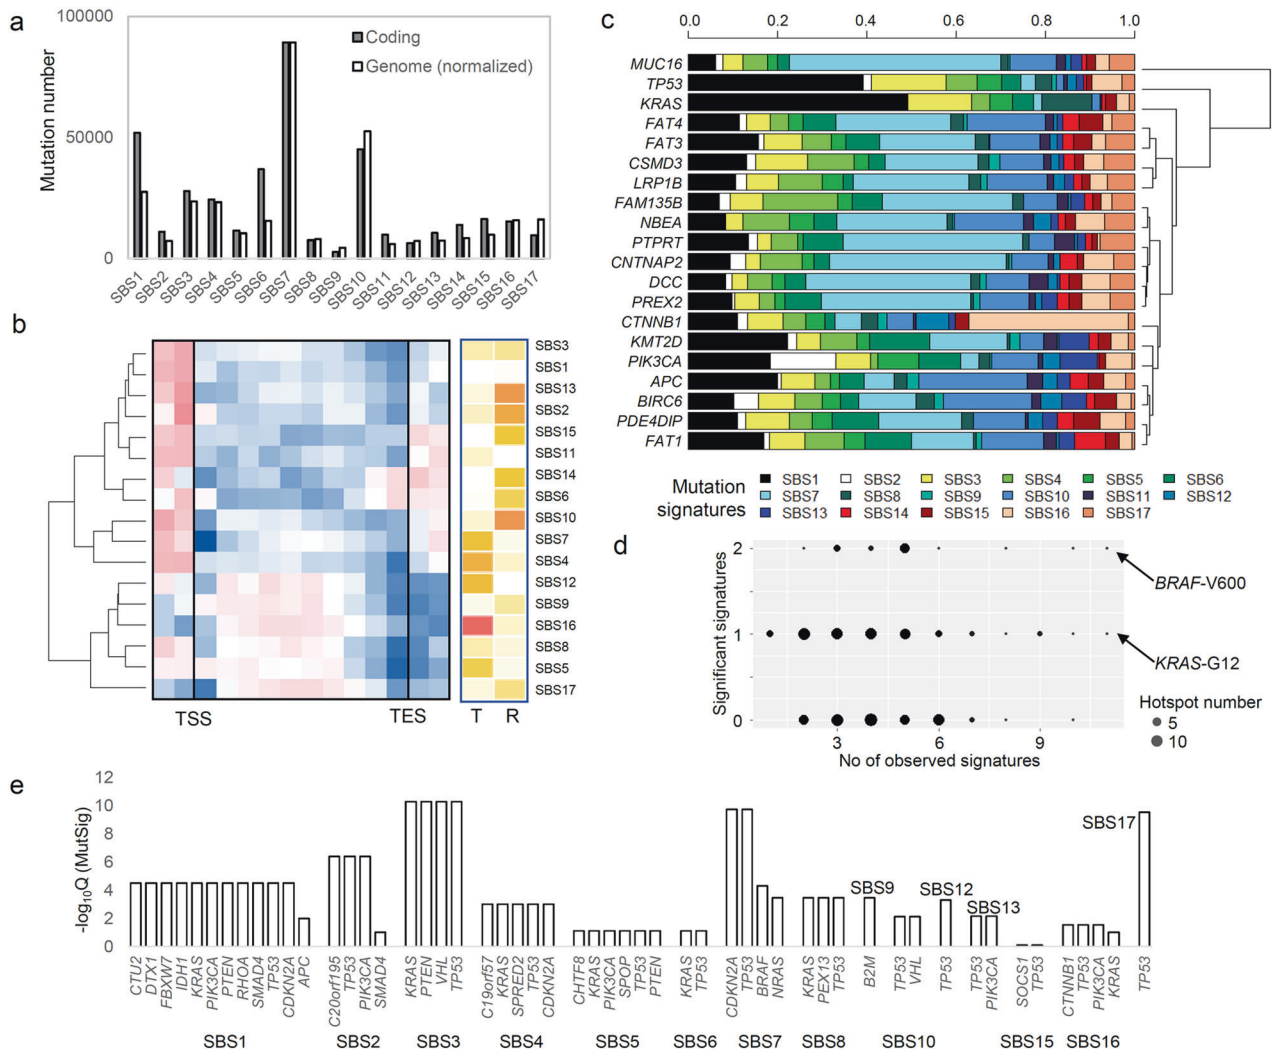 a
100000
50000
0
Mutation number
Coding
Genome (normalized)
SBS1 SBS2 SBS3 SBS4 SBS5 SBS6 SBS7 SBS8 SBS9 SBS10 SBS11 SBS12 SBS13 SBS14 SBS15 SBS16 SBS17
b
SBS3
SBS1
SBS13
SBS2
SBS15
SBS11
SBS14
SBS6
SBS10
SBS7
SBS4
SBS12
SBS9
SBS16
SBS8
SBS5
SBS17
TSS TES T R
c
0.0 0.2 0.4 0.6 0.8 1.0
MUC16
TP53
KRAS
FAT4
FAT3
CSMD3
LRP1B
FAM135B
NBEA
PTPRT
CNTNAP2
DCC
PREX2
CTNNB1
KMT2D
PIK3CA
APC
BIRC6
PDE4DIP
FAT1
Mutation
signatures
SBS1 SBS2 SBS3 SBS4 SBS5 SBS6
SBS7 SBS8 SBS9 SBS10 SBS11 SBS12
SBS13 SBS14 SBS15 SBS16 SBS17
d
Significant signatures
2
1
0
3 6 9
No of observed signatures
BRAF-V600
KRAS-G12
Hotspot number
5
10
e
-log10Q (MutSig)
12
10
8
6
4
2
0
SBS9 SBS12 SBS13 SBS17
CTU2 DTX1 FBXW7 IDH1 KRAS PIK3CA PTEN RHOA SMAD4 TP53 CDKN2A APC
C20orf195 TP53 PIK3CA SMAD4
KRAS PTEN VHL TP53
C19orf57 KRAS SPRED2 TP53 CDKN2A
CHTF8 KRAS PIK3CA SPOP TP53 PTEN
KRAS TP53
CDKN2A TP53 BRAF NRAS
KRAS PEX13 TP53
B2M
TP53 VHL
TP53
TP53 PIK3CA
SOCS1 TP53
CTNNB1 TP53 PIK3CA KRAS
TP53
SBS1 SBS2 SBS3 SBS4 SBS5 SBS6 SBS7 SBS8 SBS10 SBS15 SBS16